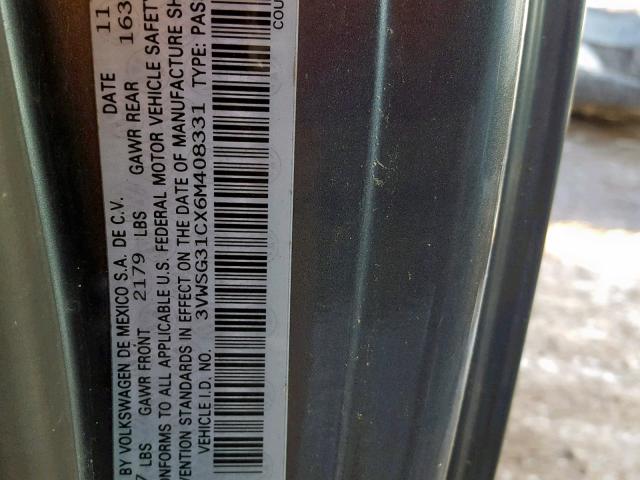 BY VOLKSWAGEN DE MEXICO S.A. DE C.V. DATE 11
LBS GAWR FRONT 2179 LBS GAWR REAR 163
CONFORMS TO ALL APPLICABLE U.S. FEDERAL MOTOR VEHICLE SAFETY
VENTION STANDARDS IN EFFECT ON THE DATE OF MANUFACTURE SH
VEHICLE I.D. NO. 3VWSG31CX6M408331 TYPE: PAS
COU